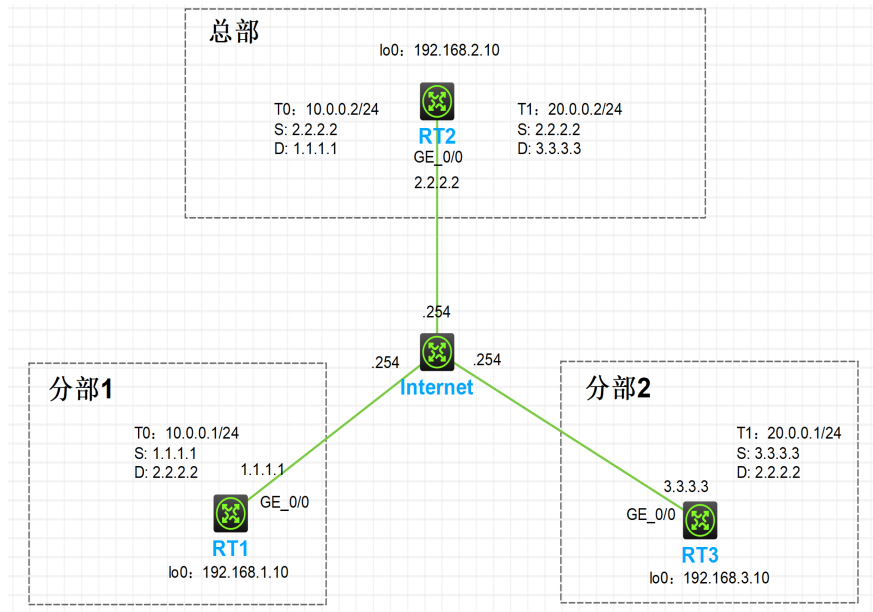 总部
lo0：192.168.2.10
T0：10.0.0.2/24
S: 2.2.2.2
D: 1.1.1.1
T1：20.0.0.2/24
S: 2.2.2.2
D: 3.3.3.3
RT2
GE_0/0
2.2.2.2
.254
.254
.254
Internet
分部1
T0：10.0.0.1/24
S: 1.1.1.1
D: 2.2.2.2
1.1.1.1
GE_0/0
RT1
lo0：192.168.1.10
分部2
T1：20.0.0.1/24
S: 3.3.3.3
D: 2.2.2.2
3.3.3.3
GE_0/0
RT3
lo0：192.168.3.10